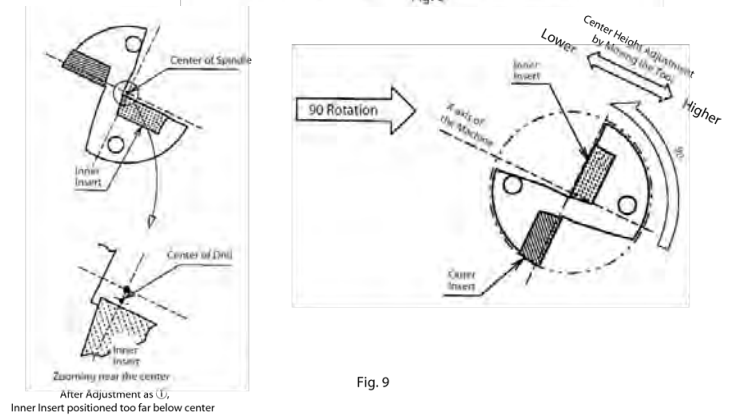 Center of Spindle
Inner
Insert
Center of Drill
Inner
Insert
Zooming near the center
After Adjustment as ①,
Inner Insert positioned too far below center
90 Rotation
Lower
Center Height Adjustment
by Moving the Tool
Higher
Inner
Insert
X axis of
the Machine
90
Outer
Insert
Fig. 9